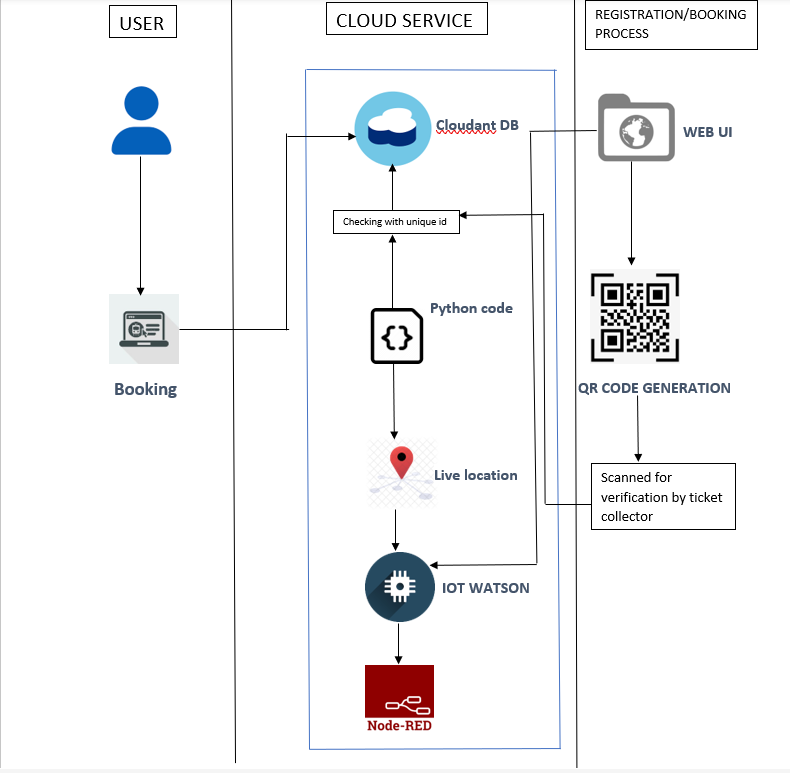 USER
CLOUD SERVICE
REGISTRATION/BOOKING
PROCESS
Cloudant DB
WEB UI
Checking with unique id
Python code
Booking
QR CODE GENERATION
Live location
Scanned for
verification by ticket
collector
IOT WATSON
Node-RED